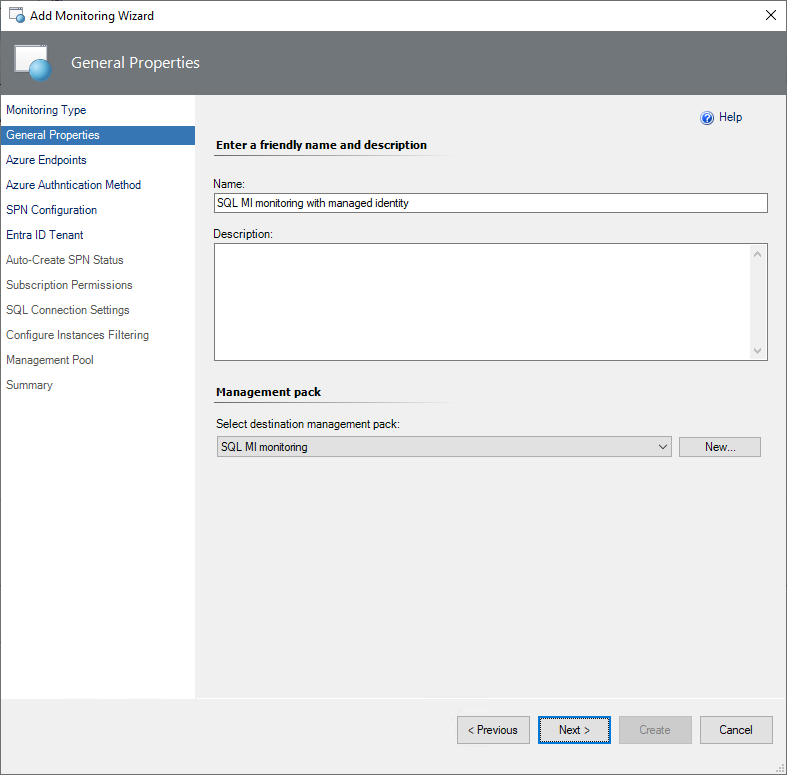 Add Monitoring Wizard
General Properties
Monitoring Type
General Properties
Azure Endpoints
Azure Authntication Method
SPN Configuration
Entra ID Tenant
Auto-Create SPN Status
Subscription Permissions
SQL Connection Settings
Configure Instances Filtering
Management Pool
Summary
Help
Enter a friendly name and description
Name:
SQL MI monitoring with managed identity
Description:
Management pack
Select destination management pack:
SQL MI monitoring
New...
< Previous
Next >
Create
Cancel